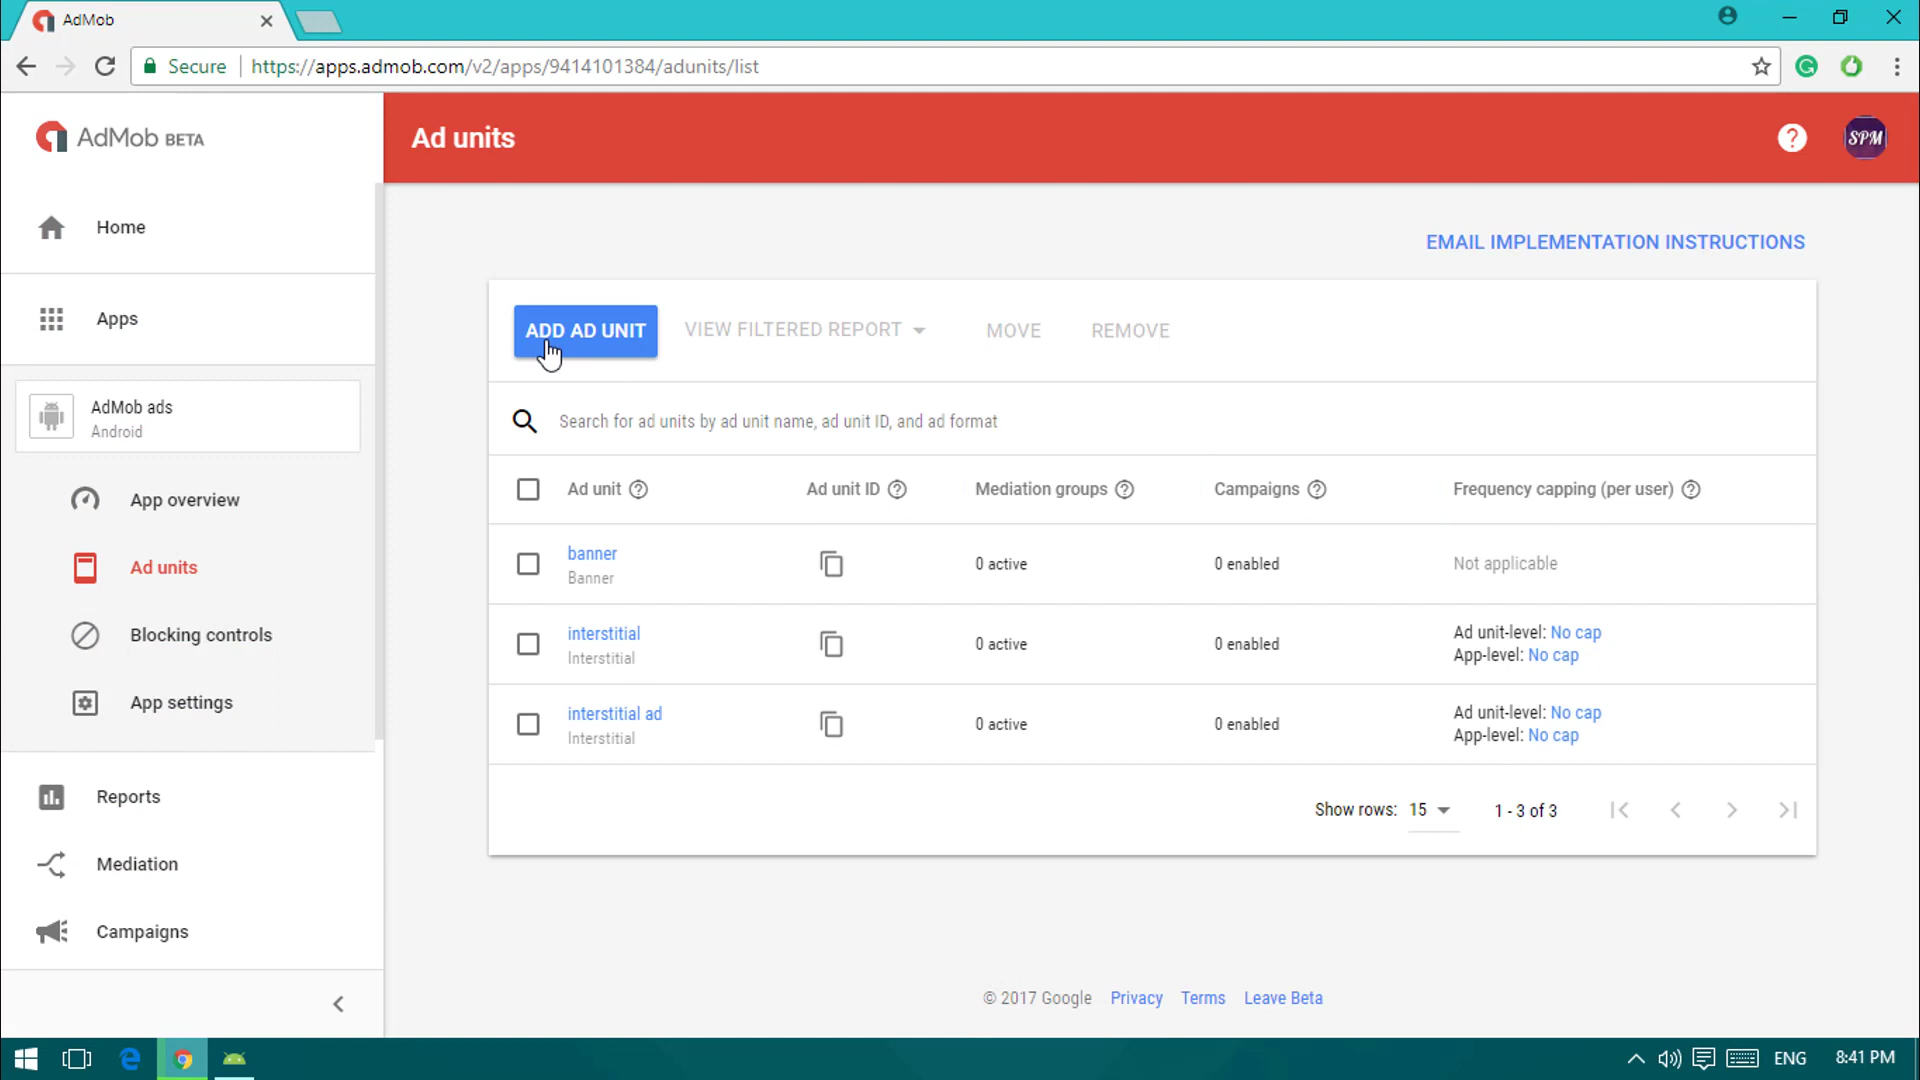 AdMob
Secure
https://apps.admob.com/v2/apps/9414101384/adunits/list
AdMob BETA
Ad units
?
SPM
Home
Apps
AdMob ads
Android
App overview
Ad units
Blocking controls
App settings
Reports
Mediation
Campaigns
EMAIL IMPLEMENTATION INSTRUCTIONS
ADD AD UNIT
VIEW FILTERED REPORT
MOVE
REMOVE
Search for ad units by ad unit name, ad unit ID, and ad format
Ad unit ?
Ad unit ID ?
Mediation groups ?
Campaigns ?
Frequency capping (per user) ?
banner
Banner
0 active
0 enabled
Not applicable
interstitial
Interstitial
0 active
0 enabled
Ad unit-level: No cap
App-level: No cap
interstitial ad
Interstitial
0 active
0 enabled
Ad unit-level: No cap
App-level: No cap
Show rows: 15
1 - 3 of 3
© 2017 Google Privacy Terms Leave Beta
ENG
8:41 PM